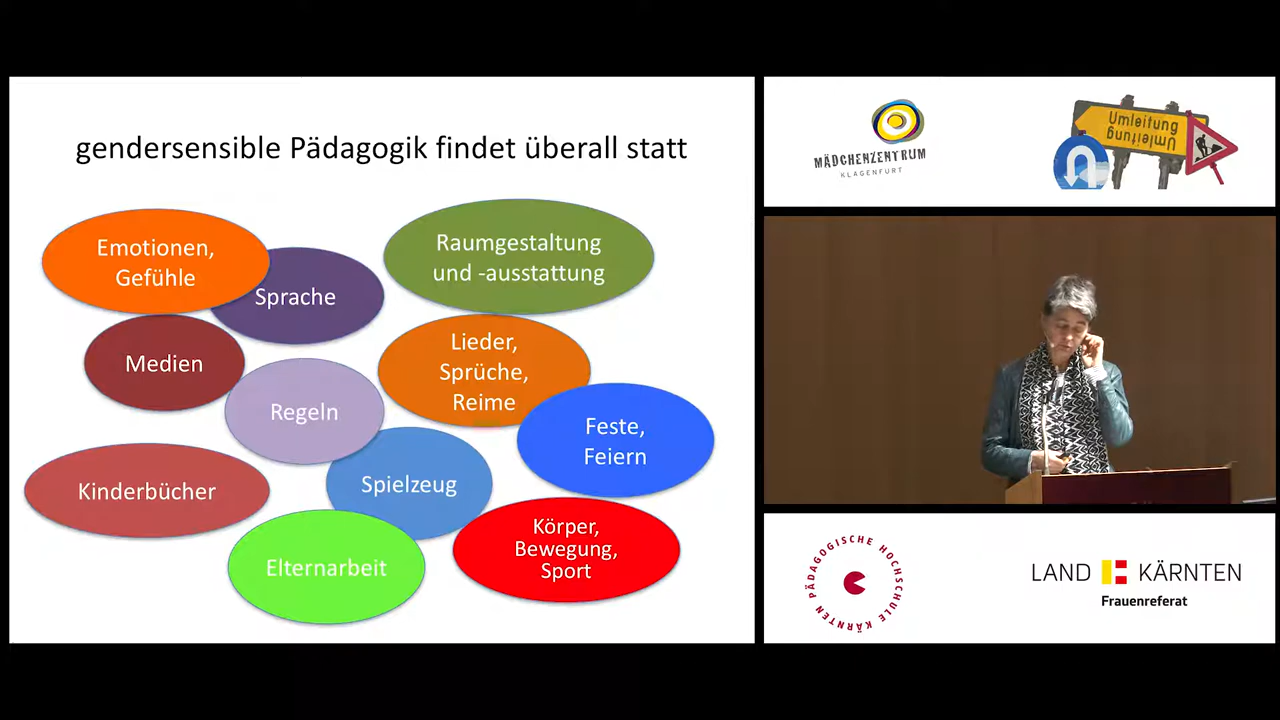 gendersensible Pädagogik findet überall statt
Emotionen,
Gefühle
Sprache
Raumgestaltung
und -ausstattung
Medien
Lieder,
Sprüche,
Reime
Regeln
Feste,
Feiern
Kinderbücher
Spielzeug
Körper,
Bewegung,
Sport
Elternarbeit
MÄDCHENZENTRUM
KLAGENFURT
Umleitung
Umleitung
PÄDAGOGISCHE HOCHSCHULE KÄRNTEN
LAND KÄRNTEN
Frauenreferat